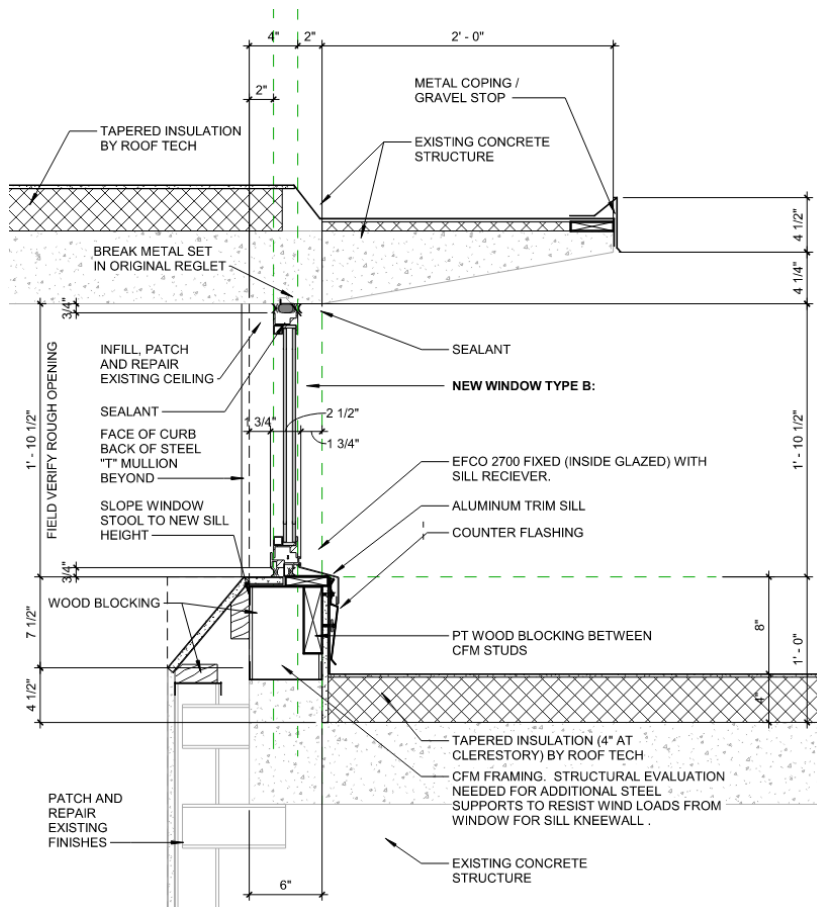 4"
2"
2' - 0"
2"
METAL COPING /
GRAVEL STOP
TAPERED INSULATION
BY ROOF TECH
EXISTING CONCRETE
STRUCTURE
4 1/2"
4 1/4"
BREAK METAL SET
IN ORIGINAL REGLET
3/4"
INFILL, PATCH
AND REPAIR
EXISTING CEILING
SEALANT
SEALANT
NEW WINDOW TYPE B:
1 3/4"
2 1/2"
1 3/4"
1' - 10 1/2"
FIELD VERIFY ROUGH OPENING
1' - 10 1/2"
FACE OF CURB
BACK OF STEEL
"T" MULLION
BEYOND
EFCO 2700 FIXED (INSIDE GLAZED) WITH
SILL RECIEVER.
SLOPE WINDOW
STOOL TO NEW SILL
HEIGHT
ALUMINUM TRIM SILL
COUNTER FLASHING
3/4"
WOOD BLOCKING
7 1/2"
8"
1' - 0"
PT WOOD BLOCKING BETWEEN
CFM STUDS
4 1/2"
4"
TAPERED INSULATION (4" AT
CLERESTORY) BY ROOF TECH
CFM FRAMING. STRUCTURAL EVALUATION
NEEDED FOR ADDITIONAL STEEL
SUPPORTS TO RESIST WIND LOADS FROM
WINDOW FOR SILL KNEEWALL .
PATCH AND
REPAIR
EXISTING
FINISHES
EXISTING CONCRETE
STRUCTURE
6"